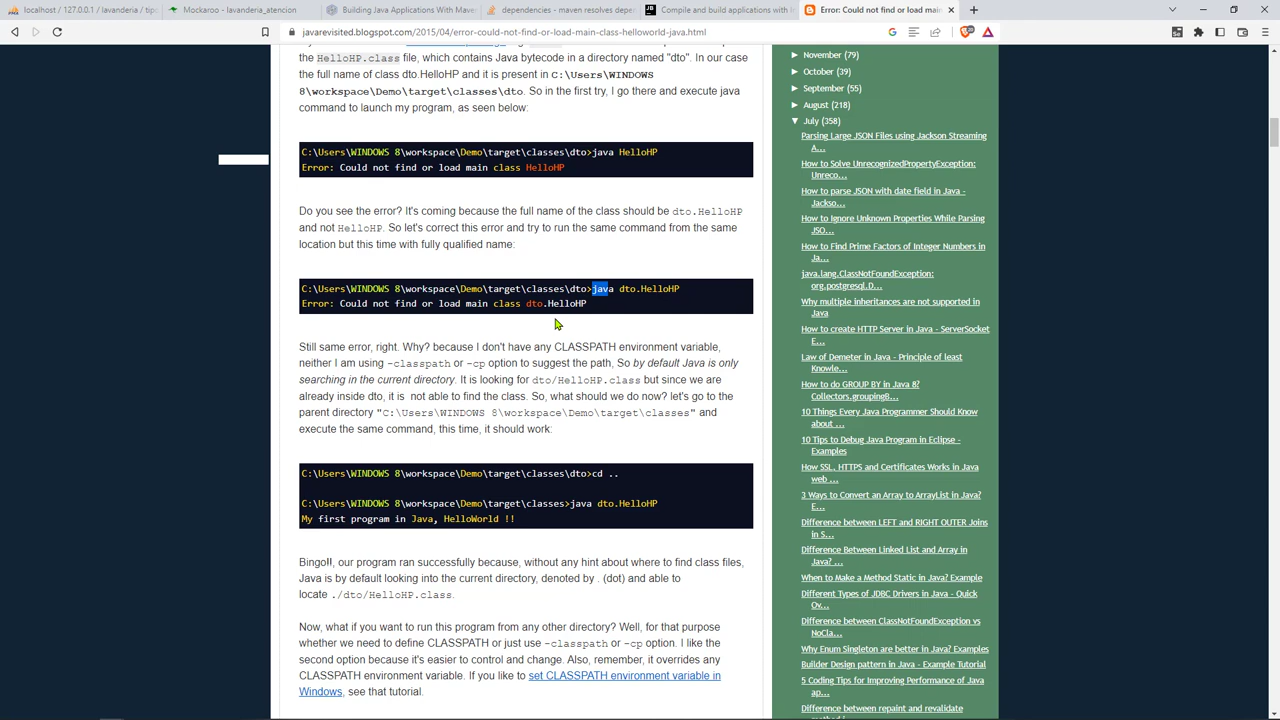 localhost / 127.0.0.1 / lavanderia / tips
Mockaroo - lavanderia_atencion
Building Java Applications With Maven
dependencies - maven resolves depen
Compile and build applications with I
Error: Could not find or load main
javarevisited.blogspot.com/2015/04/error-could-not-find-or-load-main-class-helloworld-java.html
the HelloHP.class file, which contains Java bytecode in a directory named "dto". In our case
the full name of class dto.HelloHP and it is present in C:\Users\WINDOWS
8\workspace\Demo\target\classes\dto. So in the first try, I go there and execute java
command to launch my program, as seen below:
C:\Users\WINDOWS 8\workspace\Demo\target\classes\dto>java HelloHP
Error: Could not find or load main class HelloHP
Do you see the error? It's coming because the full name of the class should be dto.HelloHP
and not HelloHP. So let's correct this error and try to run the same command from the same
location but this time with fully qualified name:
C:\Users\WINDOWS 8\workspace\Demo\target\classes\dto>java dto.HelloHP
Error: Could not find or load main class dto.HelloHP
Still same error, right. Why? because I don't have any CLASSPATH environment variable,
neither I am using -classpath or -cp option to suggest the path, So by default Java is only
searching in the current directory. It is looking for dto/HelloHP.class but since we are
already inside dto, it is  not able to find the class. So, what should we do now? let's go to the
parent directory "C:\Users\WINDOWS 8\workspace\Demo\target\classes" and
execute the same command, this time, it should work:
C:\Users\WINDOWS 8\workspace\Demo\target\classes\dto>cd ..
C:\Users\WINDOWS 8\workspace\Demo\target\classes>java dto.HelloHP
My first program in Java, HelloWorld !!
Bingo!!, our program ran successfully because, without any hint about where to find class files,
Java is by default looking into the current directory, denoted by . (dot) and able to
locate ./dto/HelloHP.class.
Now, what if you want to run this program from any other directory? Well, for that purpose
whether we need to define CLASSPATH or just use -classpath or -cp option. I like the
second option because it's easier to control and change. Also, remember, it overrides any
CLASSPATH environment variable. If you like to set CLASSPATH environment variable in
Windows, see that tutorial.
► November (79)
► October (39)
► September (55)
► August (218)
▼ July (358)
Parsing Large JSON Files using Jackson Streaming
A...
How to Solve UnrecognizedPropertyException:
Unreco...
How to parse JSON with date field in Java -
Jackso...
How to Ignore Unknown Properties While Parsing
JSO...
How to Find Prime Factors of Integer Numbers in
Ja...
java.lang.ClassNotFoundException:
org.postgresql.D...
Why multiple inheritances are not supported in
Java
How to create HTTP Server in Java - ServerSocket
E...
Law of Demeter in Java - Principle of least
Knowle...
How to do GROUP BY in Java 8?
Collectors.groupingB...
10 Things Every Java Programmer Should Know
about ...
10 Tips to Debug Java Program in Eclipse -
Examples
How SSL, HTTPS and Certificates Works in Java
web ...
3 Ways to Convert an Array to ArrayList in Java?
E...
Difference between LEFT and RIGHT OUTER Joins
in S...
Difference Between Linked List and Array in
Java? ...
When to Make a Method Static in Java? Example
Different Types of JDBC Drivers in Java - Quick
Ov...
Difference between ClassNotFoundException vs
NoCla...
Why Enum Singleton are better in Java? Examples
Builder Design pattern in Java - Example Tutorial
5 Coding Tips for Improving Performance of Java
ap...
Difference between repaint and revalidate